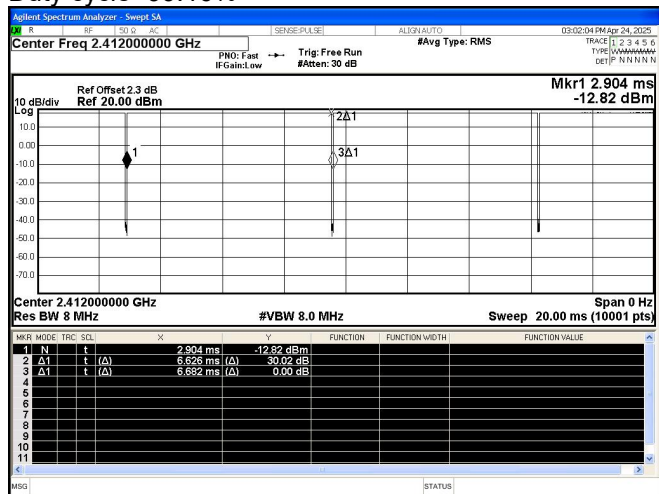 Agilent Spectrum Analyzer - Swept SA
LXI R RF 50 Ω AC SENSE:PULSE ALIGN AUTO 03:02:04 PM Apr 24, 2025
Center Freq 2.412000000 GHz #Avg Type: RMS TRACE 1 2 3 4 5 6
PNO: Fast Trig: Free Run TYPE
IFGain:Low #Atten: 30 dB DET P N N N N N
Mkr1 2.904 ms
Ref Offset 2.3 dB
10 dB/div Ref 20.00 dBm -12.82 dBm
Log
2Δ1
10.0
0.00
1 3Δ1
-10.0
-20.0
-30.0
-40.0
-50.0
-60.0
-70.0
Center 2.412000000 GHz Span 0 Hz
Res BW 8 MHz #VBW 8.0 MHz Sweep 20.00 ms (10001 pts)
MKR MODE TRC SCL X Y FUNCTION FUNCTION WIDTH FUNCTION VALUE
1 N t 2.904 ms -12.82 dBm
2 Δ1 t (Δ) 6.626 ms (Δ) 30.02 dB
3 Δ1 t (Δ) 6.682 ms (Δ) 0.00 dB
4
5
6
7
8
9
10
11
MSG STATUS